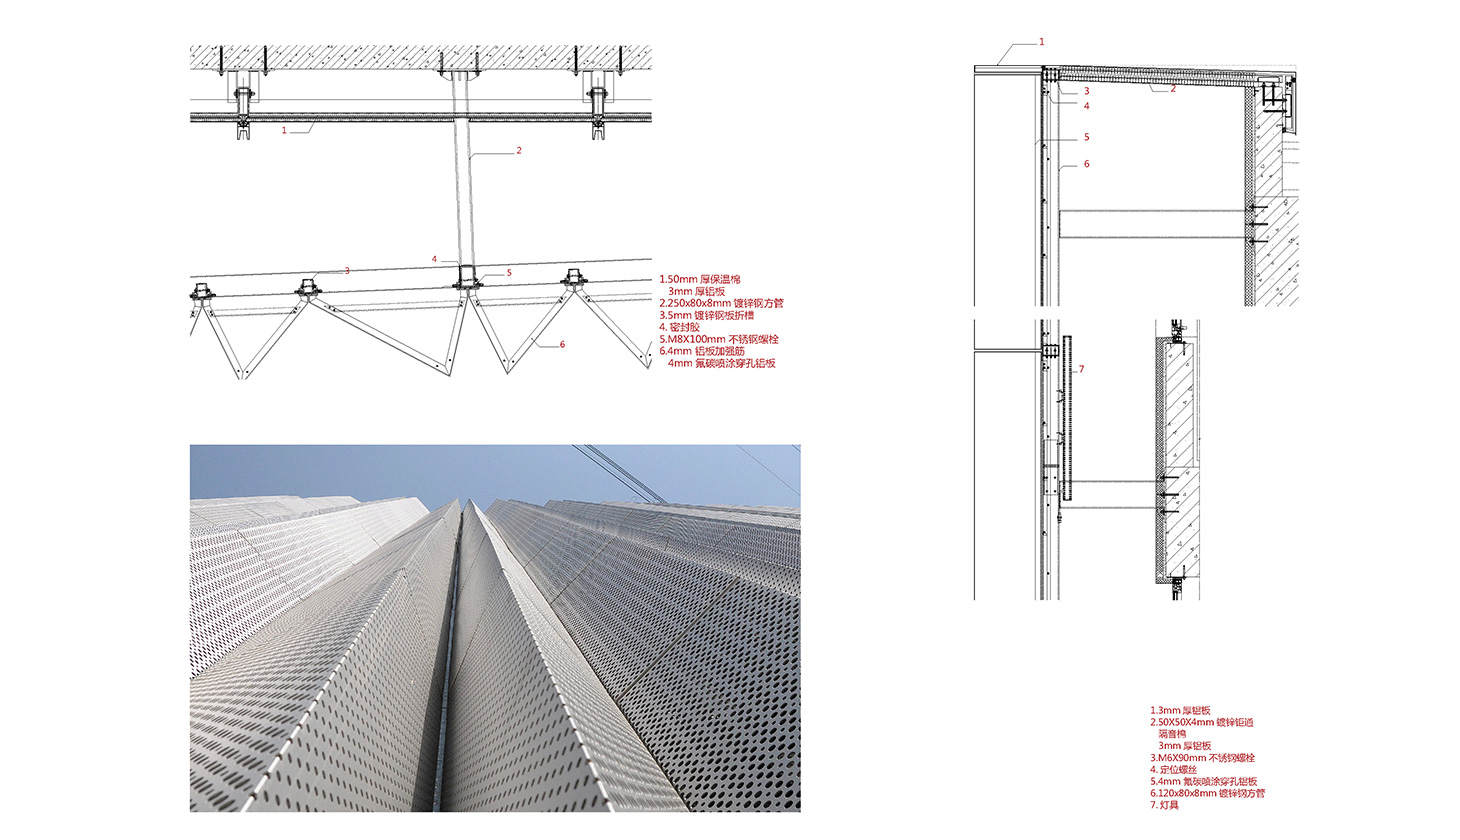 1
2
3
4
5
6
1.50mm 厚保温棉
3mm 厚铝板
2.250x80x8mm 镀锌钢方管
3.5mm 镀锌钢板折槽
4. 密封胶
5.M8X100mm 不锈钢螺栓
6.4mm 铝板加强筋
4mm 氟碳喷涂穿孔铝板
1
2
3
4
5
6
7
1.3mm 厚铝板
2.50X50X4mm 镀锌钜通
隔音棉
3mm 厚铝板
3.M6X90mm 不锈钢螺栓
4. 定位螺丝
5.4mm 氟碳喷涂穿孔铝板
6.120x80x8mm 镀锌钢方管
7. 灯具